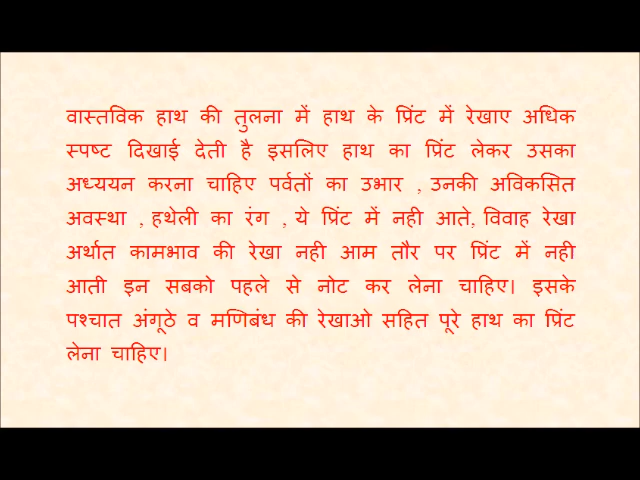 वास्तविक हाथ की तुलना में हाथ के प्रिंट में रेखाए अधिक
स्पष्ट दिखाई देती है इसलिए हाथ का प्रिंट लेकर उसका
अध्ययन करना चाहिए पर्वतों का उभार , उनकी अविकसित
अवस्था , हथेली का रंग , ये प्रिंट में नही आते, विवाह रेखा
अर्थात कामभाव की रेखा नही आम तौर पर प्रिंट में नही
आती इन सबको पहले से नोट कर लेना चाहिए। इसके
पश्चात अंगूठे व मणिबंध की रेखाओ सहित पूरे हाथ का प्रिंट
लेना चाहिए।